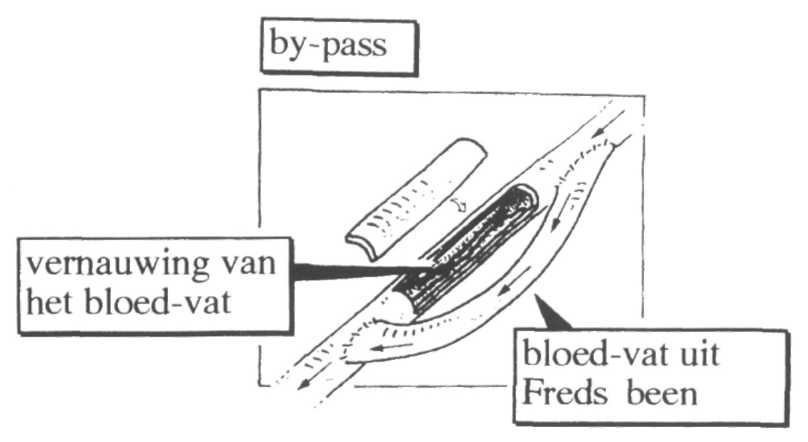 by-pass
vernauwing van
het bloed-vat
bloed-vat uit
Freds been